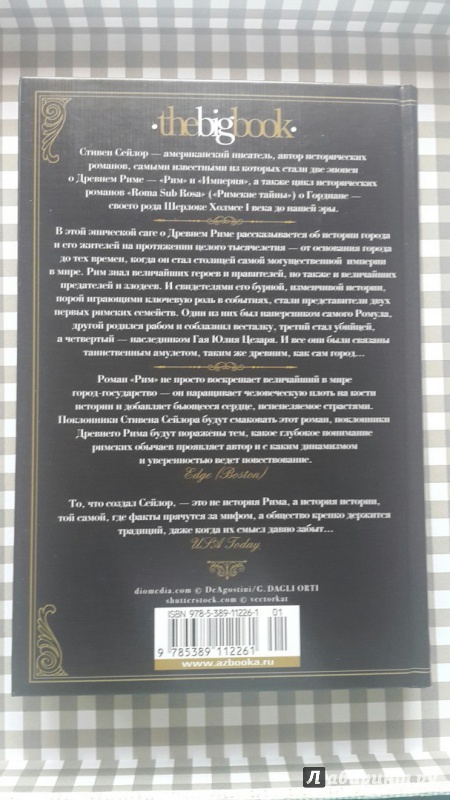 ·thebigbook·
Стивен Сейлор — американский писатель, автор исторических
романов, самыми известными из которых стали две эпопеи
о Древнем Риме — «Рим» и «Империя», а также цикл исторических
романов «Roma Sub Rosa» («Римские тайны») о Гордиане —
своего рода Шерлоке Холмсе I века до нашей эры.
В этой эпической саге о Древнем Риме рассказывается об истории города
и его жителей на протяжении целого тысячелетия — от основания города
до тех времен, когда он стал столицей самой могущественной империи
в мире. Рим знал величайших героев и правителей, но также и величайших
предателей и злодеев. И свидетелями его бурной, изменчивой истории,
порой играющими ключевую роль в событиях, стали представители двух
первых римских семейств. Один из них был наперсником самого Ромула,
другой родился рабом и соблазнил весталку, третий стал убийцей,
а четвертый — наследником Гая Юлия Цезаря. И все они были связаны
таинственным амулетом, таким же древним, как сам город...
Роман «Рим» не просто воскрешает величайший в мире
город-государство — он наращивает человеческую плоть на кости
истории и добавляет бьющееся сердце, испепеляемое страстями.
Поклонники Стивена Сейлора будут смаковать этот роман, поклонники
Древнего Рима будут поражены тем, какое глубокое понимание
римских обычаев проявляет автор и с каким динамизмом
и уверенностью ведет повествование.
Edge (Boston)
То, что создал Сейлор, — это не история Рима, а история истории,
той самой, где факты прячутся за мифом, а общество крепко держится
традиций, даже когда их смысл давно забыт...
USA Today
diomedia.com © DeAgostini/G. DAGLI ORTI
shutterstock.com © vectorkat
ISBN 978-5-389-11226-1 01
9 785389 112261
www.azbooka.ru
Лабиринт.ру